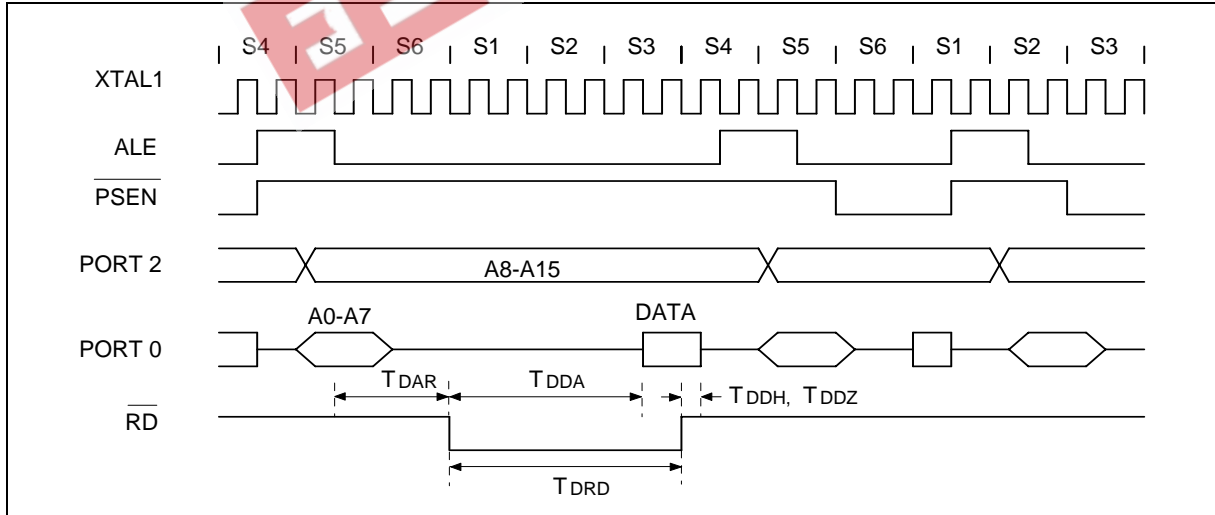 S4 S5 S6 S1 S2 S3 S4 S5 S6 S1 S2 S3
XTAL1
ALE
PSEN
PORT 2
A8-A15
A0-A7
DATA
PORT 0
TDAR
TDDA
TDDH, TDDZ
RD
TDRD